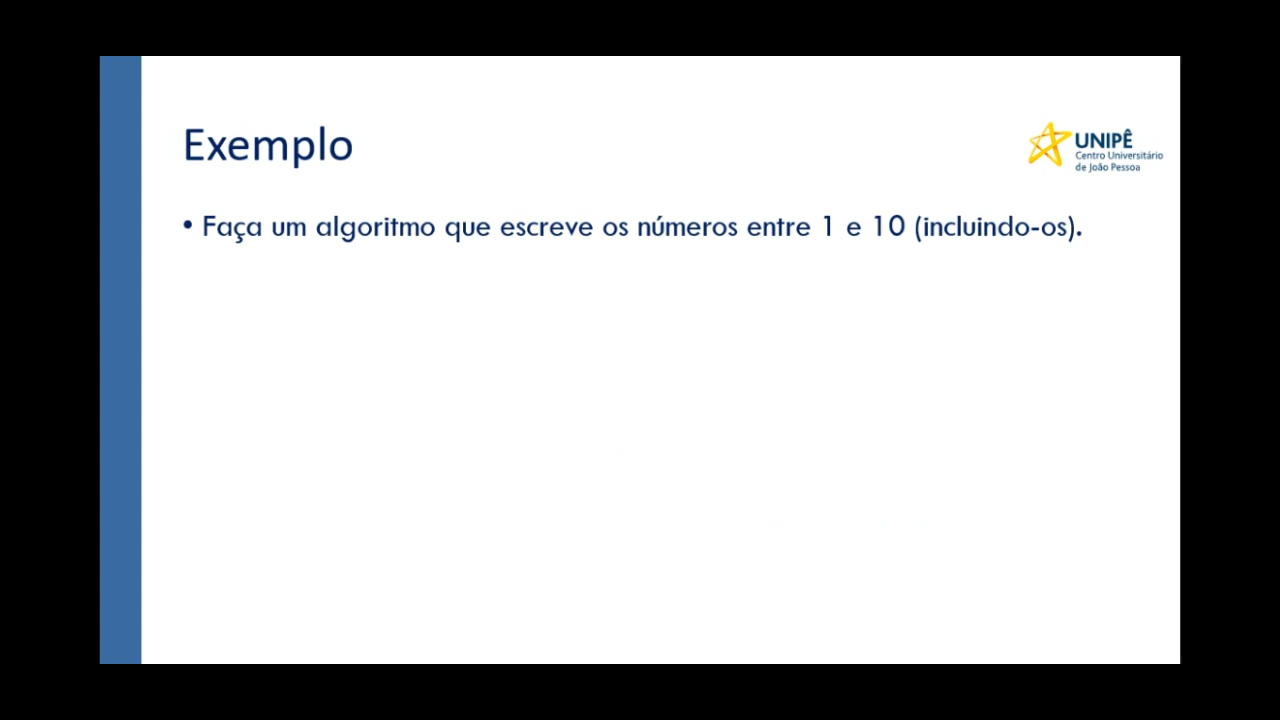 Exemplo
UNIPÊ
Centro Universitário
de João Pessoa
• Faça um algoritmo que escreve os números entre 1 e 10 (incluindo-os).